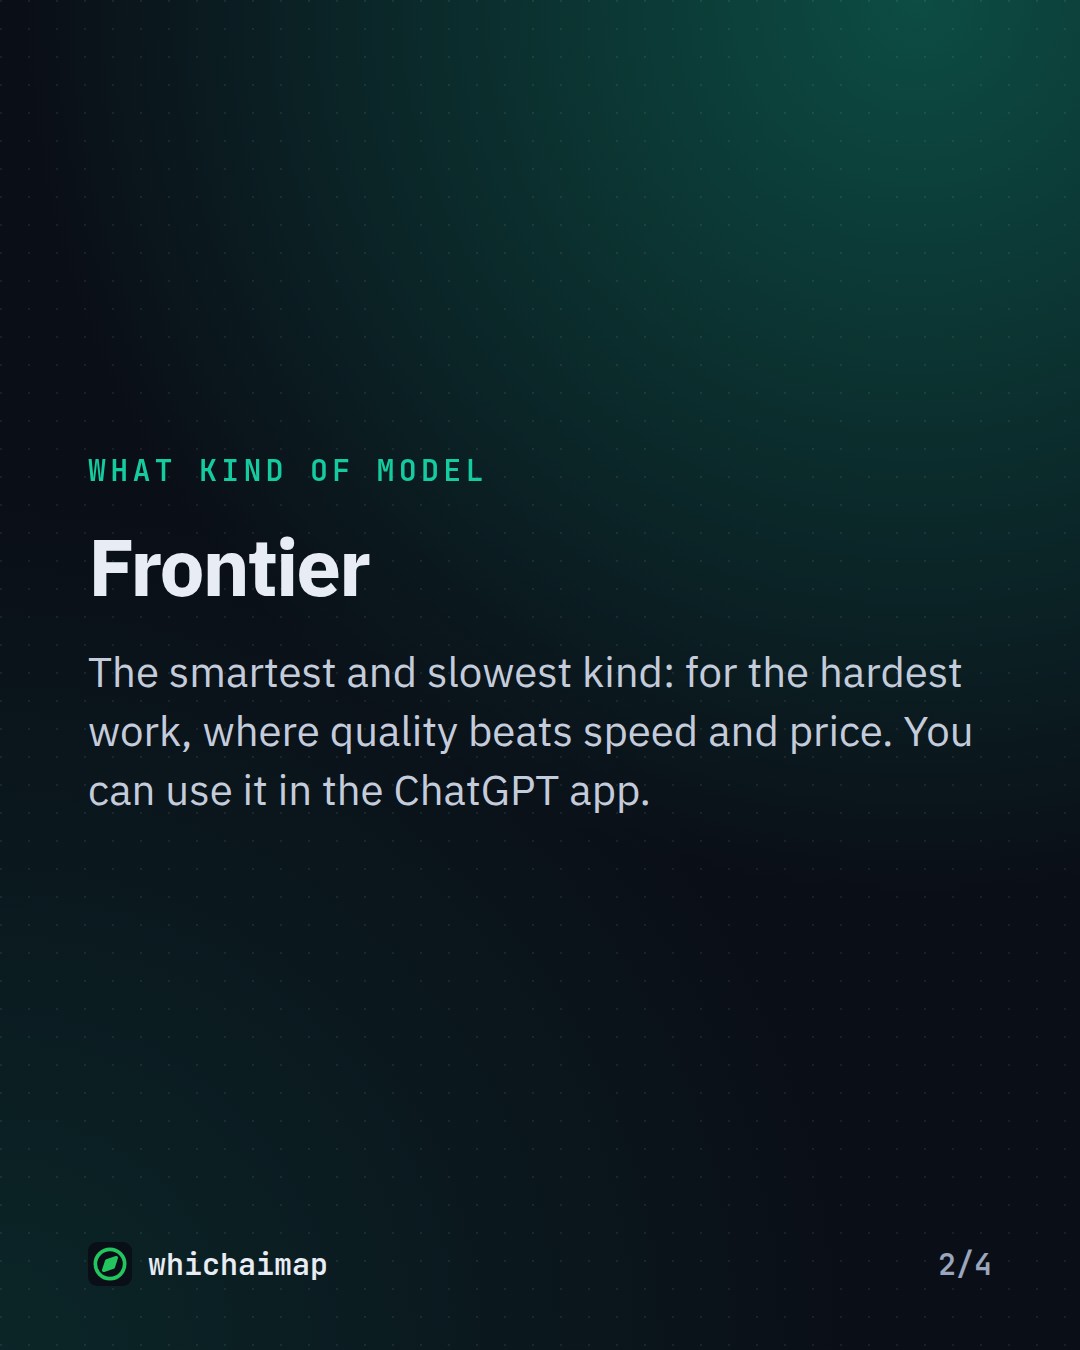 WHAT KIND OF MODEL
Frontier
The smartest and slowest kind: for the hardest
work, where quality beats speed and price. You
can use it in the ChatGPT app.
whichaimap
2/4